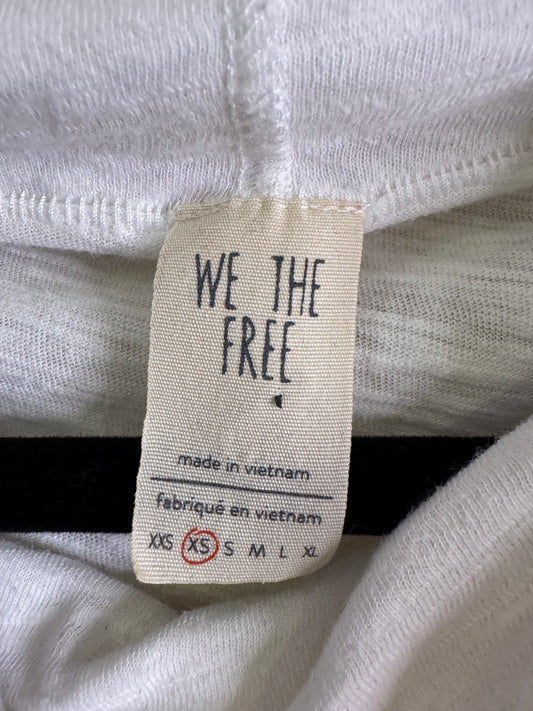 WE THE
FREE
made in vietnam
fabriqué en vietnam
XXS XS S M L XL